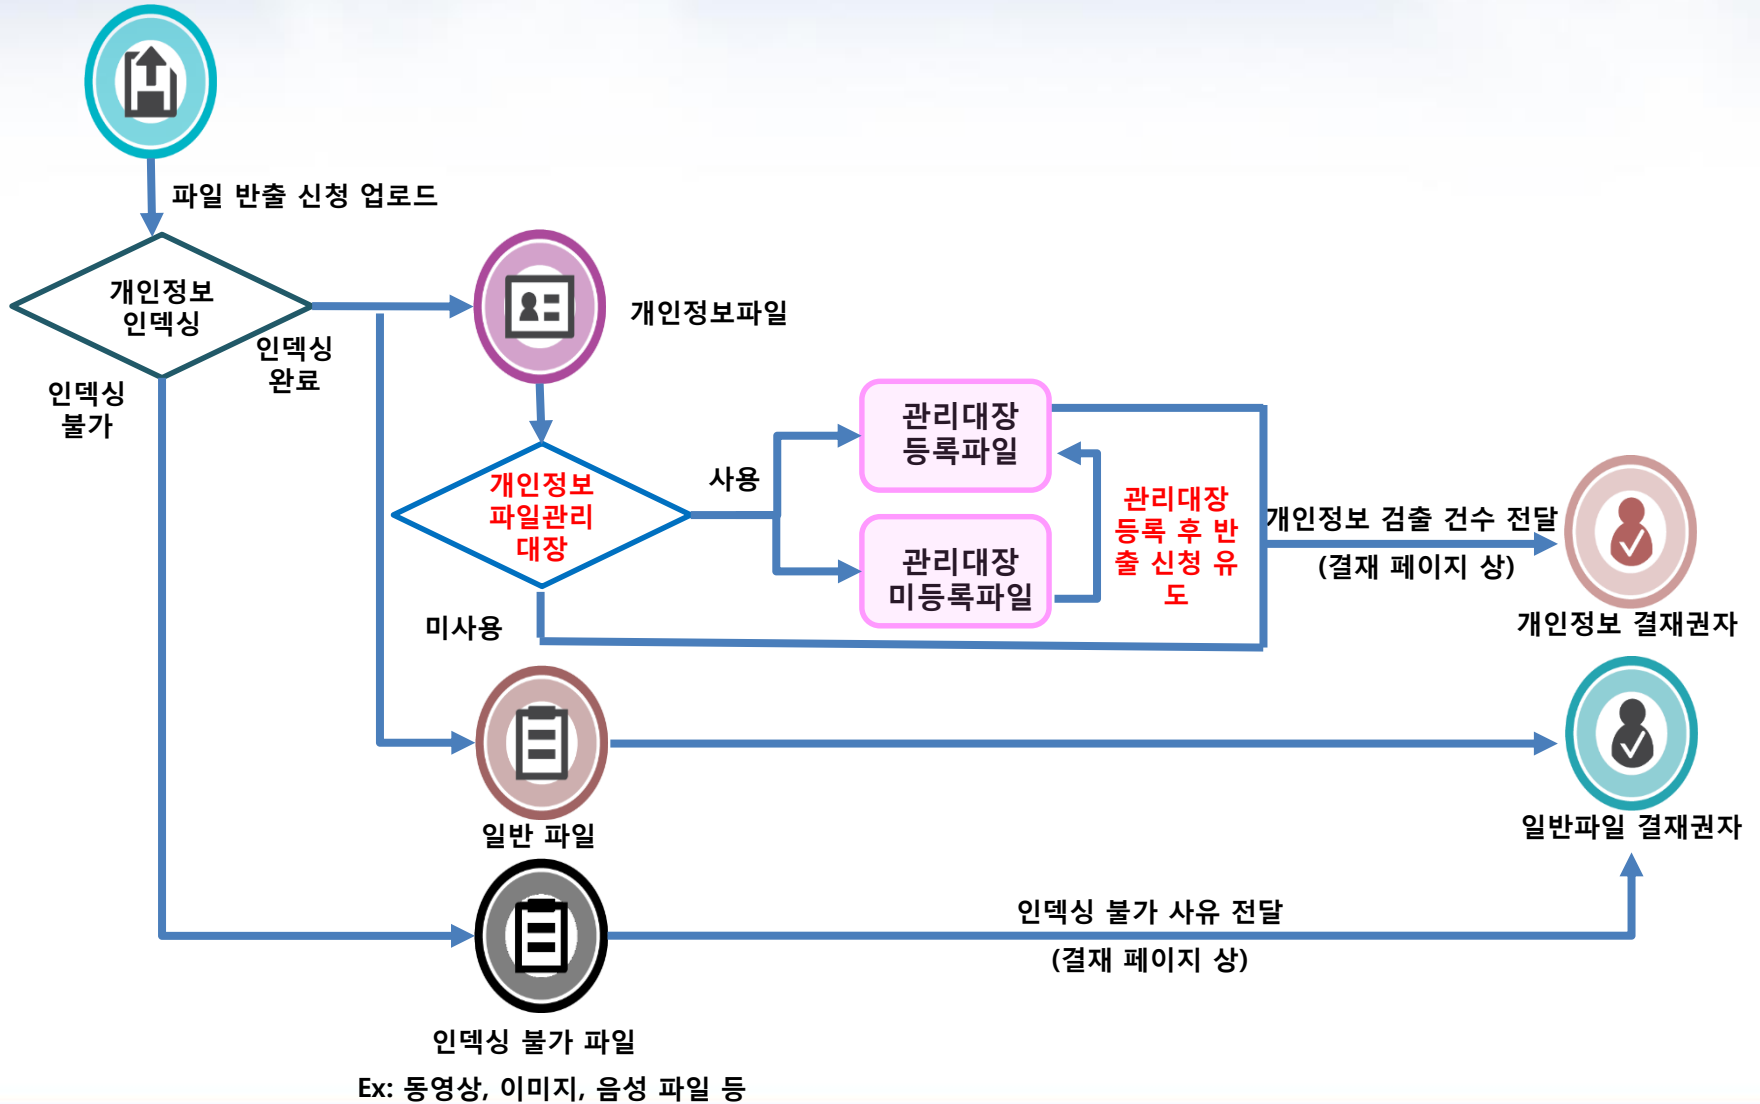 파일 반출 신청 업로드
개인정보
인덱싱
인덱싱
완료
인덱싱
불가
개인정보파일
개인정보
파일관리
대장
사용
미사용
관리대장
등록파일
관리대장
미등록파일
관리대장
등록 후 반
출 신청 유
도
개인정보 검출 건수 전달
(결재 페이지 상)
개인정보 결재권자
일반 파일
일반파일 결재권자
인덱싱 불가 사유 전달
(결재 페이지 상)
인덱싱 불가 파일
Ex: 동영상, 이미지, 음성 파일 등